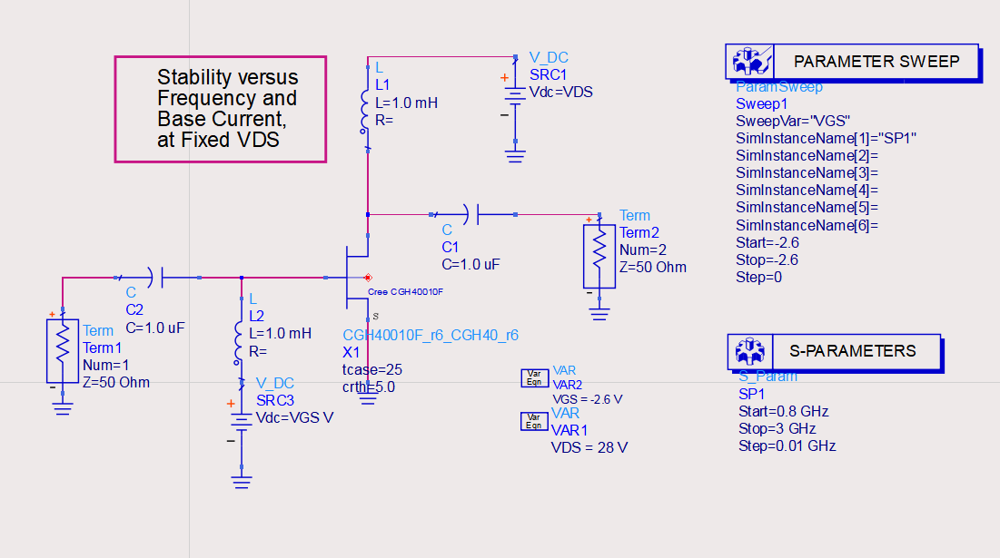 Stability versus
Frequency and
Base Current,
at Fixed VDS
L
L1
L=1.0 mH
R=
+
V_DC
SRC1
Vdc=VDS
–
C
C1
C=1.0 uF
+
Term
Term2
Num=2
Z=50 Ohm
-
Cree CGH40010F
S
CGH40010F_r6_CGH40_r6
X1
tcase=25
crth=5.0
C
C2
C=1.0 uF
+
Term
Term1
Num=1
Z=50 Ohm
-
L
L2
L=1.0 mH
R=
+
V_DC
SRC3
Vdc=VGS V
–
Var
Eqn
VAR
VAR2
VGS = -2.6 V
Var
Eqn
VAR
VAR1
VDS = 28 V
PARAMETER SWEEP
ParamSweep
Sweep1
SweepVar="VGS"
SimInstanceName[1]="SP1"
SimInstanceName[2]=
SimInstanceName[3]=
SimInstanceName[4]=
SimInstanceName[5]=
SimInstanceName[6]=
Start=-2.6
Stop=-2.6
Step=0
S-PARAMETERS
S_Param
SP1
Start=0.8 GHz
Stop=3 GHz
Step=0.01 GHz